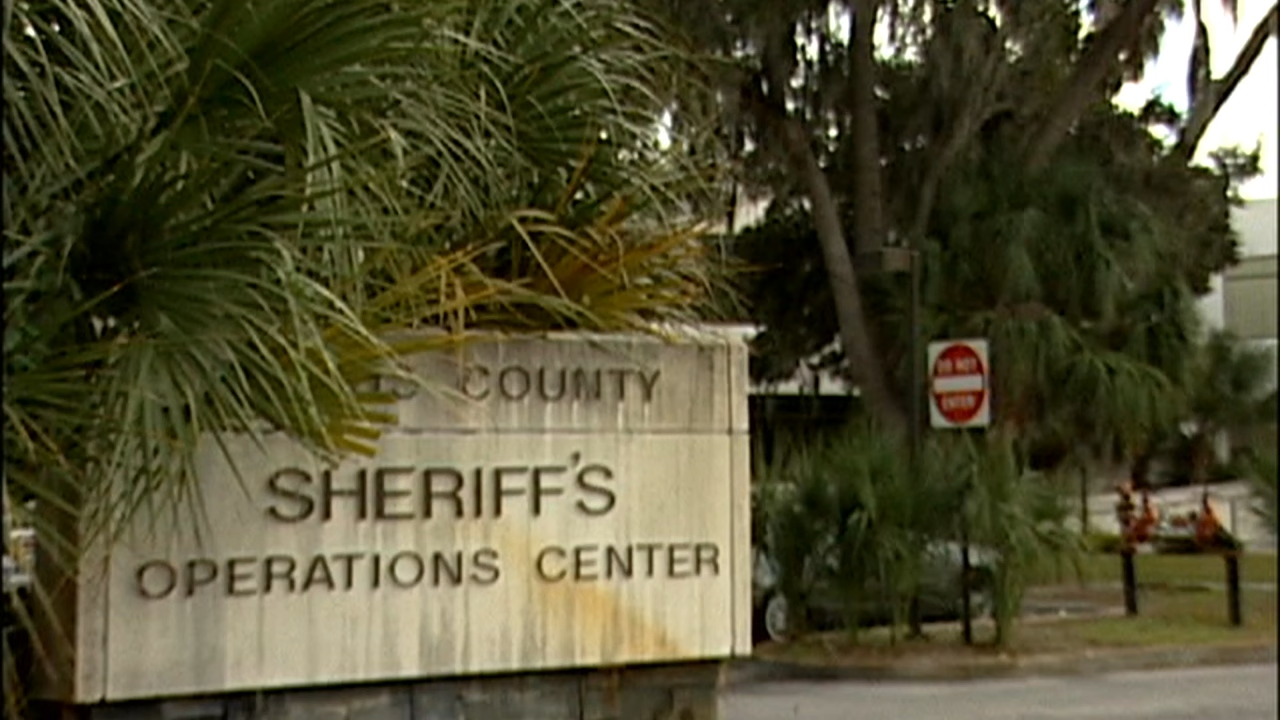 COUNTY
SHERIFF'S
OPERATIONS CENTER
DO NOT
ENTER